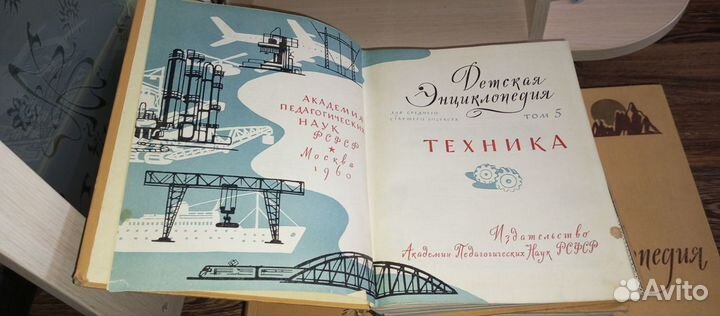 АКАДЕМИЯ
ПЕДАГОГИЧЕСКИХ
НАУК
РСФСР
Москва
1960
Детская
Энциклопедия
для среднего
и старшего возраста
ТОМ 5
ТЕХНИКА
Издательство
Академии Педагогических Наук РСФСР
лопедия
Avito